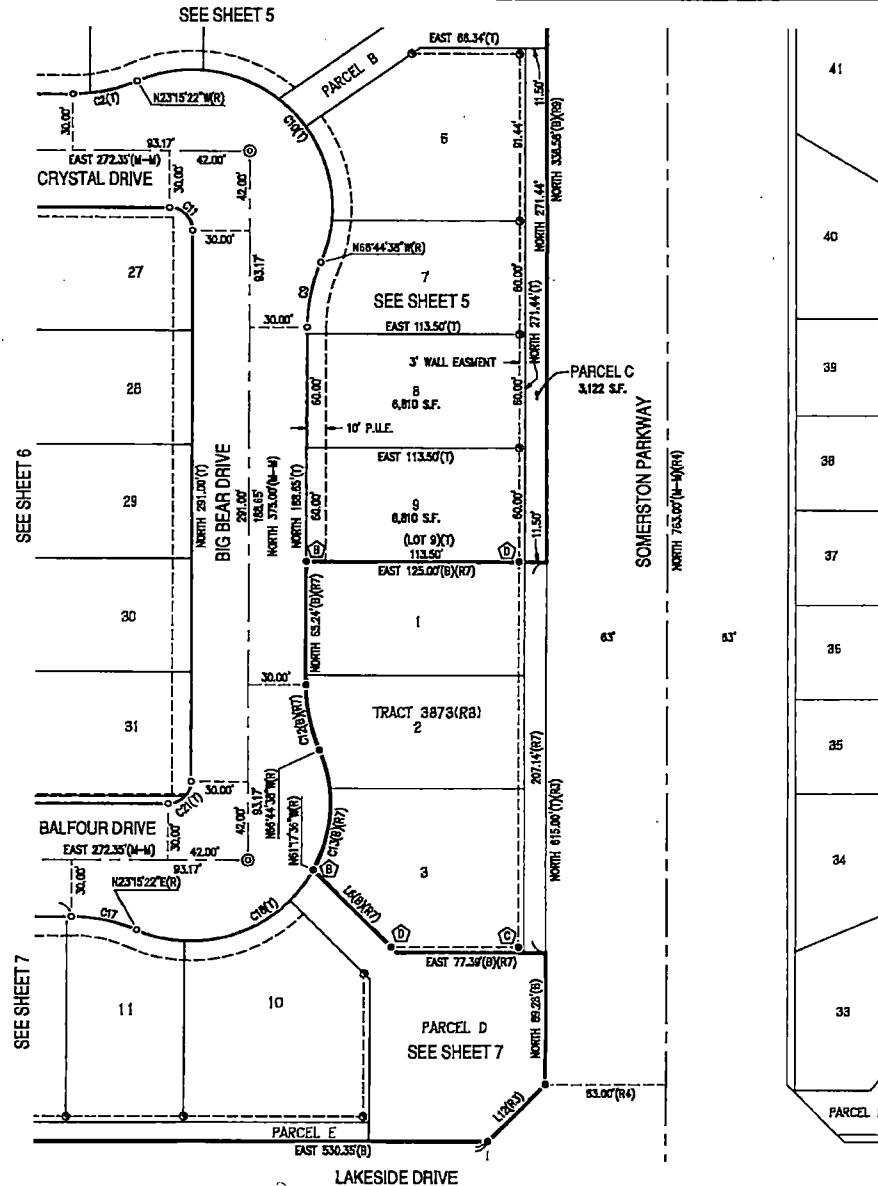 SEE SHEET 5
EAST 66.34'(T)
PARCEL B
C2(T)
N23°15'22"W(R)
C10(T)
11.50'
41
30.00'
93.17'
EAST 272.35'(M-M)
42.00'
CRYSTAL DRIVE
30.00'
42.00'
C11
30.00'
6
91.44'
NORTH 271.44'
NORTH 338.56'(B)(R9)
40
93.17'
N66°44'38"W(R)
27
C9
7
SEE SHEET 5
60.00'
NORTH 271.44'(T)
30.00'
EAST 113.50'(T)
3' WALL EASMENT
PARCEL C
3,122 S.F.
39
28
60.00'
8
6,810 S.F.
60.00'
10' P.U.E.
EAST 113.50'(T)
38
SEE SHEET 6
29
NORTH 291.00'(T)
BIG BEAR DRIVE
291.00'
188.65'
NORTH 375.00'(M-M)
NORTH 188.65'(T)
60.00'
9
6,810 S.F.
(LOT 9)(T)
113.50'
60.00'
11.50'
SOMERSTON PARKWAY
NORTH 763.00'(M-M)(R4)
37
B
D
EAST 125.00'(B)(R7)
30
NORTH 65.24'(B)(R7)
1
63'
63'
36
30.00'
TRACT 3873(R3)
2
C12(B)(R7)
35
31
N66°44'38"W(R)
N61°17'36"W(R)
207.14'(R7)
NORTH 615.00'(T)(R3)
30.00'
C21(T)
93.17'
42.00'
C13(B)(R7)
BALFOUR DRIVE
EAST 272.35'(M-M)
30.00'
42.00'
93.17'
3
34
B
30.00'
N23°15'22"E(R)
C17
C18(T)
L6(B)(R7)
D
C
EAST 77.39'(B)(R7)
SEE SHEET 7
11
10
PARCEL D
SEE SHEET 7
NORTH 69.28'(B)
33
L12(R3)
63.00'(R4)
PARCEL E
EAST 530.35'(B)
PARCEL
LAKESIDE DRIVE